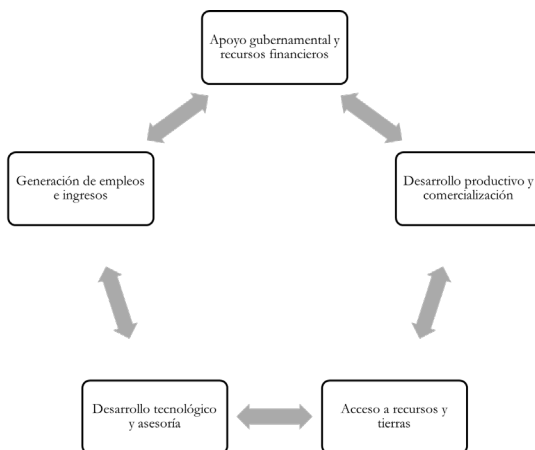 Apoyo gubernamental y
recursos financieros
Generación de empleos
e ingresos
Desarrollo productivo y
comercialización
Desarrollo tecnológico
y asesoría
Acceso a recursos y
tierras